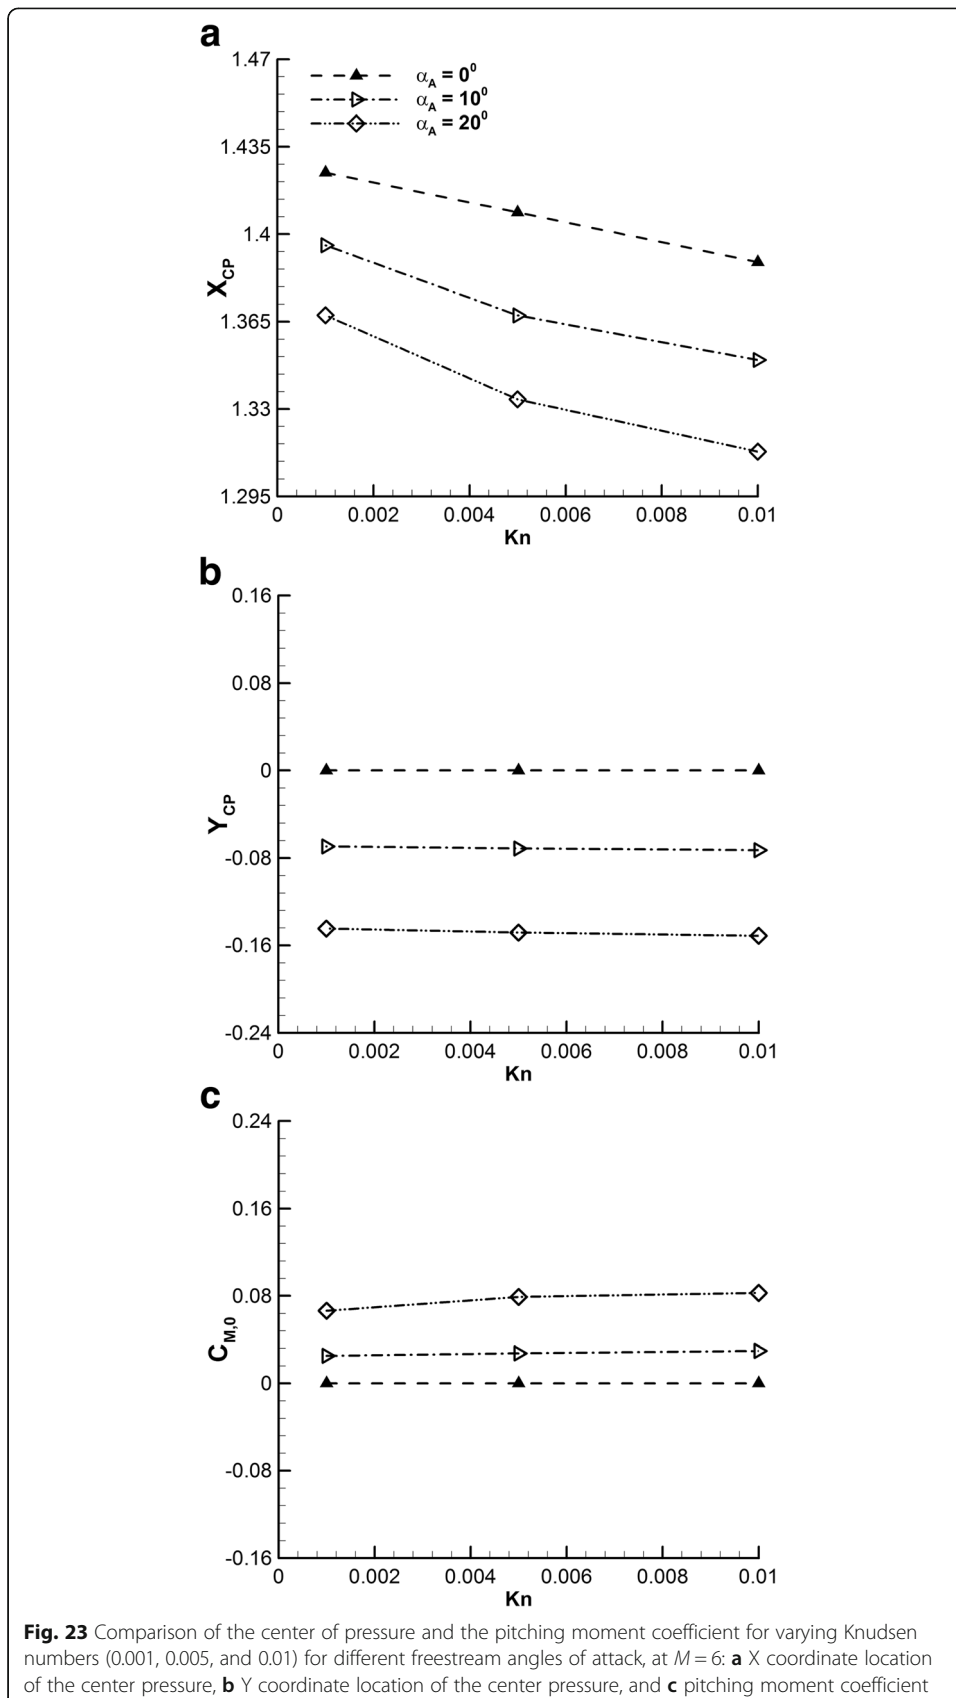 a
1.47
α_A = 0^0
α_A = 10^0
α_A = 20^0
1.435
1.4
X_CP
1.365
1.33
1.295
0 0.002 0.004 0.006 0.008 0.01
Kn
b
0.16
0.08
0
Y_CP
-0.08
-0.16
-0.24
0 0.002 0.004 0.006 0.008 0.01
Kn
c
0.24
0.16
0.08
C_M,0
0
-0.08
-0.16
0 0.002 0.004 0.006 0.008 0.01
Kn
Fig. 23 Comparison of the center of pressure and the pitching moment coefficient for varying Knudsen
numbers (0.001, 0.005, and 0.01) for different freestream angles of attack, at M = 6: a X coordinate location
of the center pressure, b Y coordinate location of the center pressure, and c pitching moment coefficient